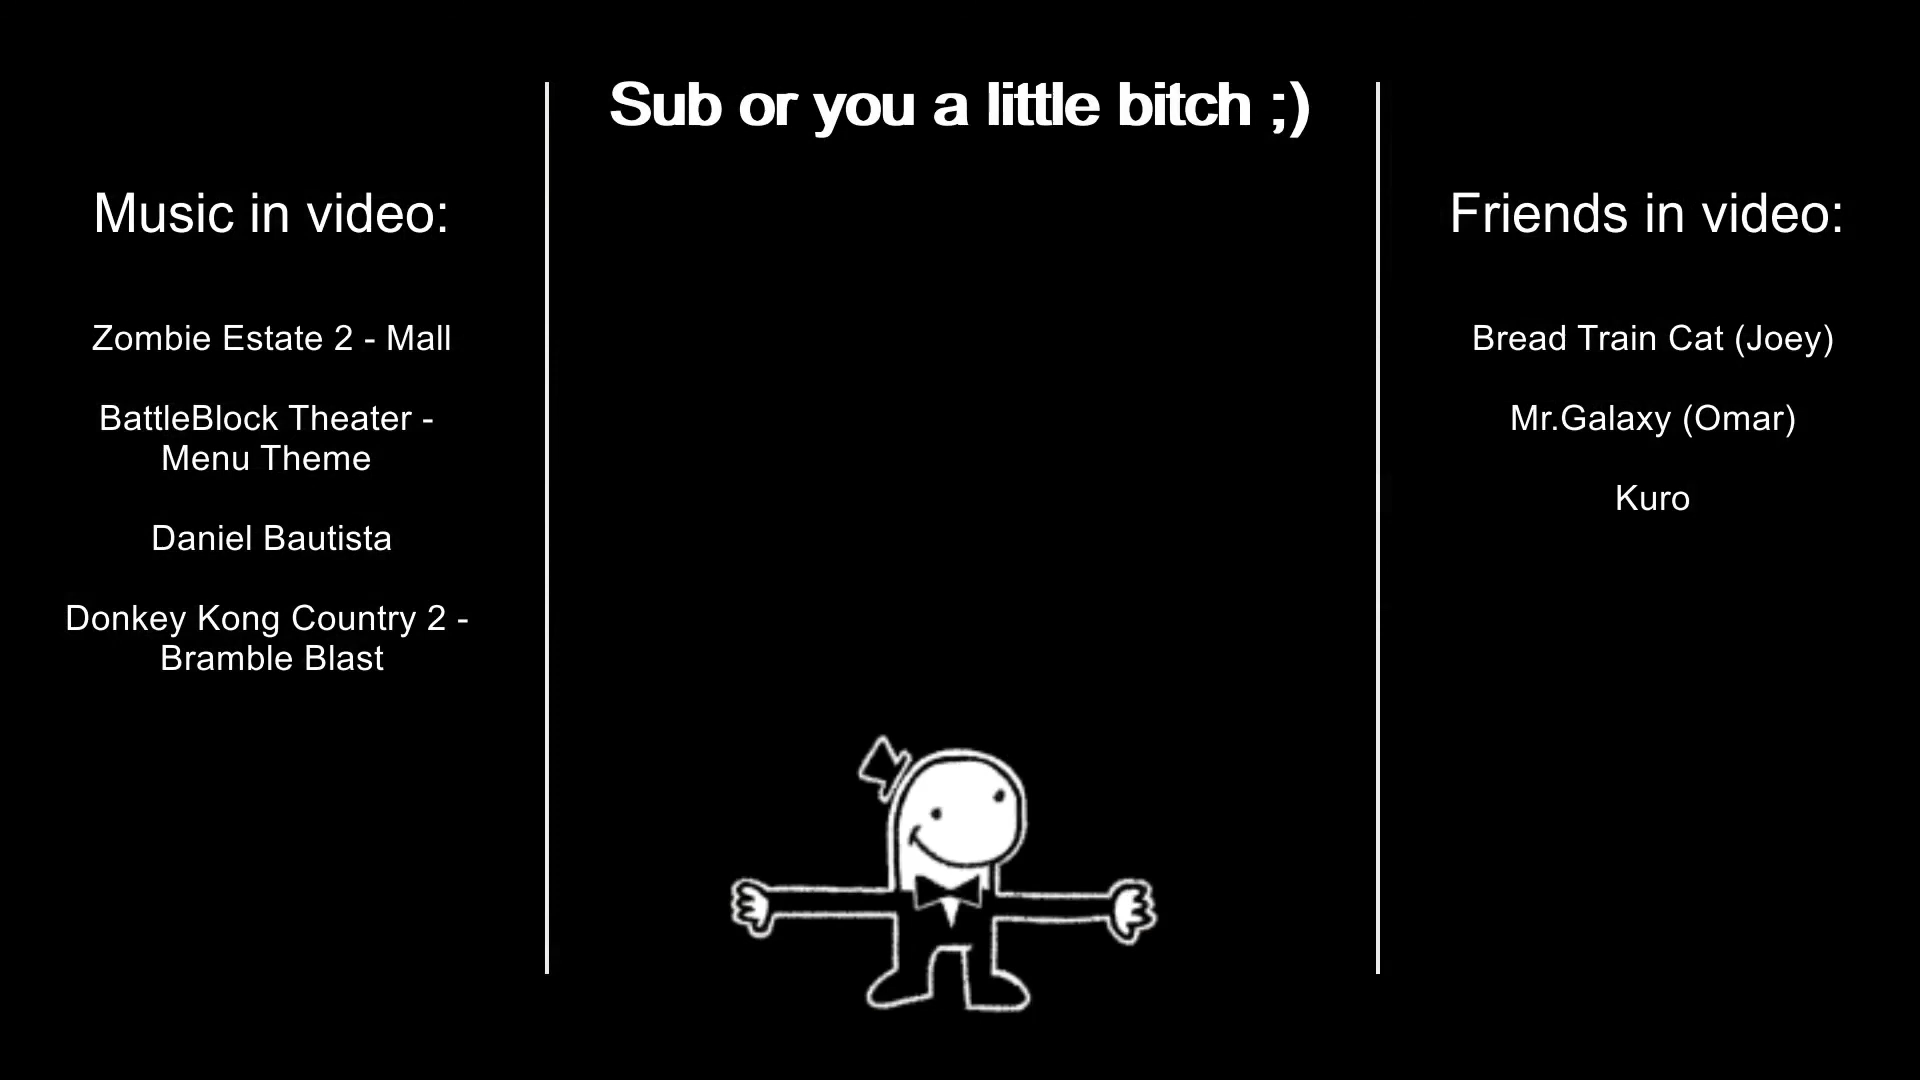 Sub or you a little bitch ;)
Music in video:
Zombie Estate 2 - Mall
BattleBlock Theater -
Menu Theme
Daniel Bautista
Donkey Kong Country 2 -
Bramble Blast
Friends in video:
Bread Train Cat (Joey)
Mr.Galaxy (Omar)
Kuro